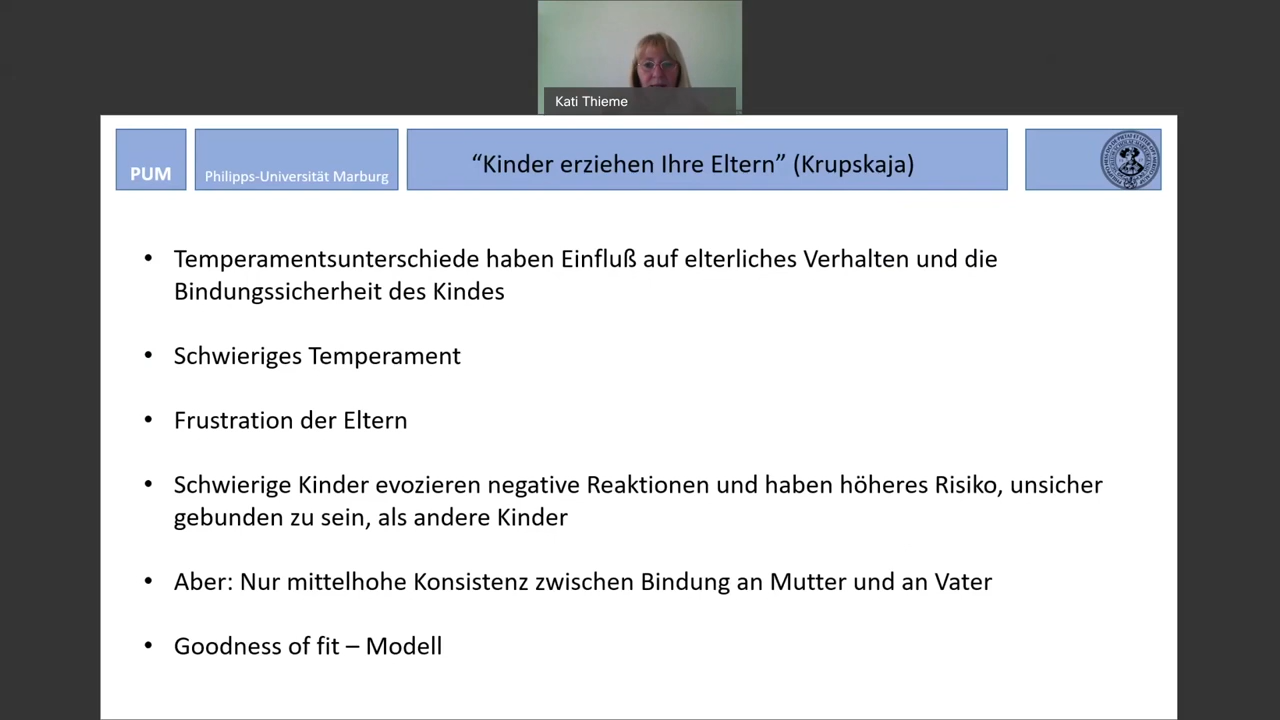 Kati Thieme
PUM
Philipps-Universität Marburg
“Kinder erziehen Ihre Eltern” (Krupskaja)
• Temperamentsunterschiede haben Einfluß auf elterliches Verhalten und die
Bindungssicherheit des Kindes
• Schwieriges Temperament
• Frustration der Eltern
• Schwierige Kinder evozieren negative Reaktionen und haben höheres Risiko, unsicher
gebunden zu sein, als andere Kinder
• Aber: Nur mittelhohe Konsistenz zwischen Bindung an Mutter und an Vater
• Goodness of fit – Modell